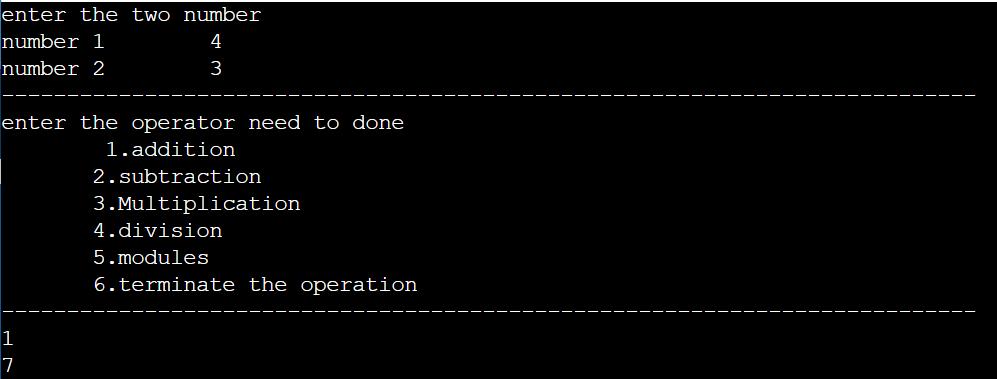 enter the two number
number 1        4
number 2        3
---------------------------------------------------------------------------
enter the operator need to done
        1.addition
       2.subtraction
       3.Multiplication
       4.division
       5.modules
       6.terminate the operation
---------------------------------------------------------------------------
1
7